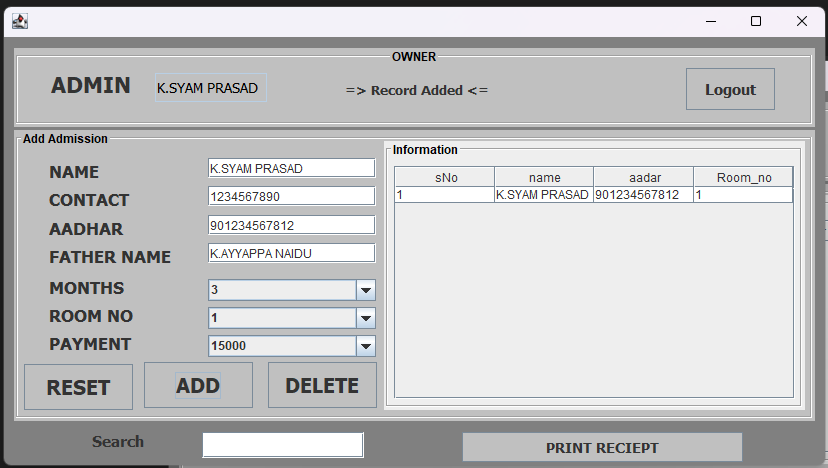 OWNER
ADMIN K.SYAM PRASAD => Record Added <= Logout
Add Admission
NAME K.SYAM PRASAD
CONTACT 1234567890
AADHAR 901234567812
FATHER NAME K.AYYAPPA NAIDU
MONTHS 3
ROOM NO 1
PAYMENT 15000
RESET ADD DELETE
Information
sNo name aadar Room_no
1 K.SYAM PRASAD 901234567812 1
Search PRINT RECIEPT